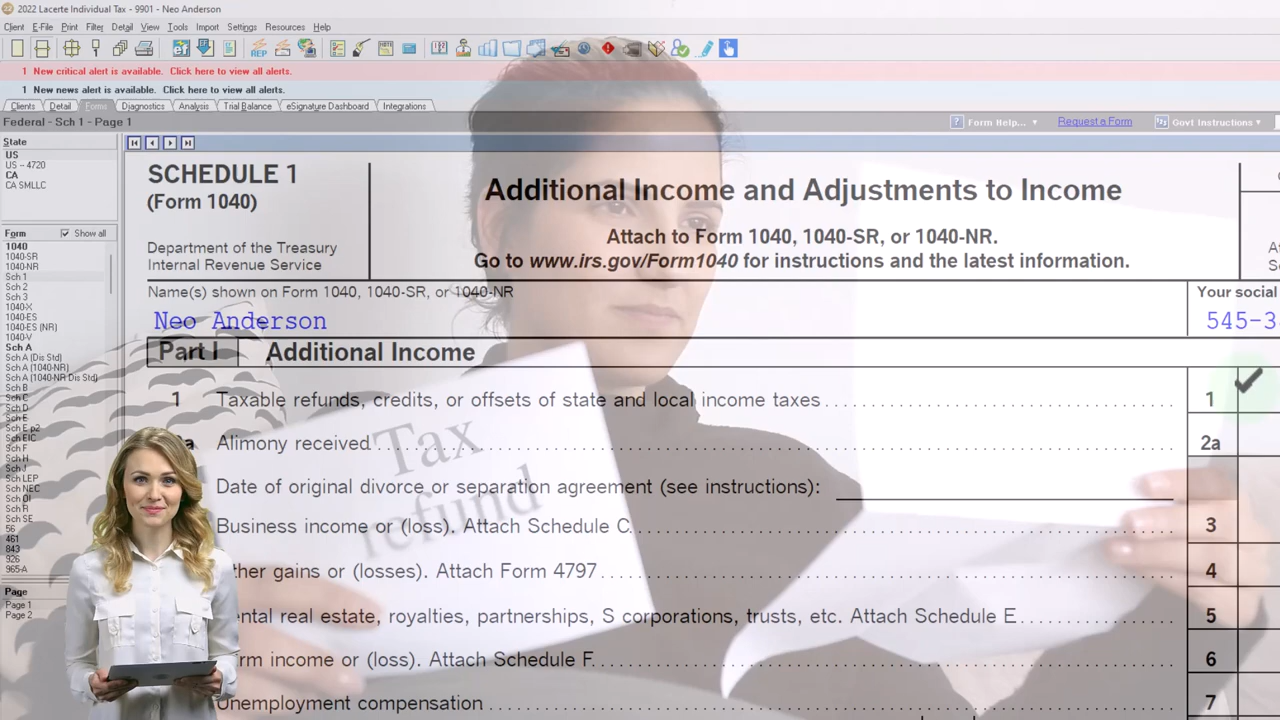 2022 Lacerte Individual Tax - 9901 - Neo Anderson
Client E-File Print Filter Detail View Tools Import Settings Resources Help
1 New critical alert is available. Click here to view all alerts.
1 New news alert is available. Click here to view all alerts.
Clients Detail Forms Diagnostics Analysis Trial Balance eSignature Dashboard Integrations
Federal - Sch 1 - Page 1
Form Help... Request a Form Govt Instructions
State
US
US – 4720
CA
CA SMLLC
Form Show all
1040
1040-SR
1040-NR
Sch 1
Sch 2
Sch 3
1040-X
1040-ES
1040-ES (NR)
1040-V
Sch A
Sch A (Dis Std)
Sch A (1040-NR)
Sch A (1040-NR Dis Std)
Sch B
Sch C
Sch D
Sch E
Sch E p2
Sch EIC
Sch F
Sch H
Sch J
Sch LEP
Sch NEC
Sch OI
Sch R
Sch SE
56
461
843
926
965-A
Page
Page 1
Page 2
SCHEDULE 1
(Form 1040)
Department of the Treasury
Internal Revenue Service
Additional Income and Adjustments to Income
Attach to Form 1040, 1040-SR, or 1040-NR.
Go to www.irs.gov/Form1040 for instructions and the latest information.
Name(s) shown on Form 1040, 1040-SR, or 1040-NR
Your social
Neo Anderson
545-3
Part I Additional Income
1 Taxable refunds, credits, or offsets of state and local income taxes 1
a Alimony received 2a
Date of original divorce or separation agreement (see instructions):
Business income or (loss). Attach Schedule C 3
ther gains or (losses). Attach Form 4797 4
ental real estate, royalties, partnerships, S corporations, trusts, etc. Attach Schedule E 5
rm income or (loss). Attach Schedule F 6
Unemployment compensation 7
Tax
refund